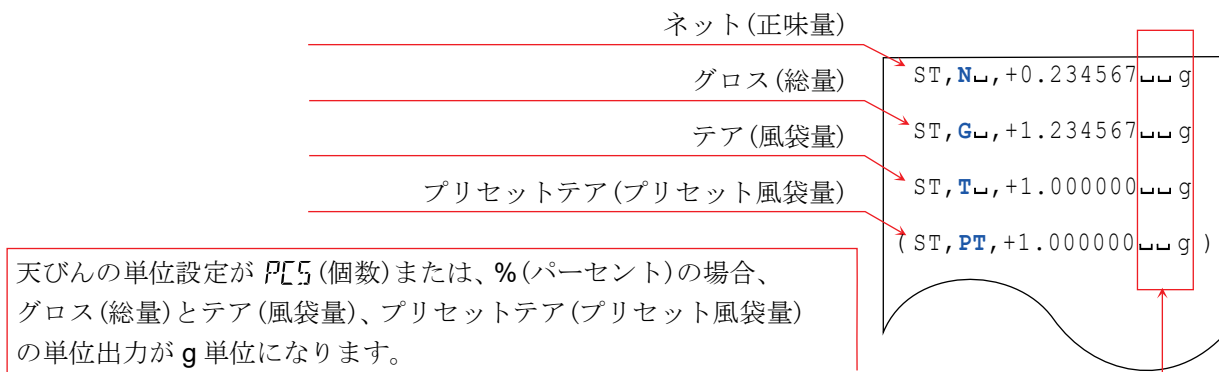 ネット(正味量)
ST,N␣,+0.234567␣␣g
グロス(総量)
ST,G␣,+1.234567␣␣g
テア(風袋量)
ST,T␣,+1.000000␣␣g
プリセットテア(プリセット風袋量)
(ST,PT,+1.000000␣␣g)
天びんの単位設定が PCS(個数)または、%(パーセント)の場合、
グロス(総量)とテア(風袋量)、プリセットテア(プリセット風袋量)
の単位出力が g 単位になります。